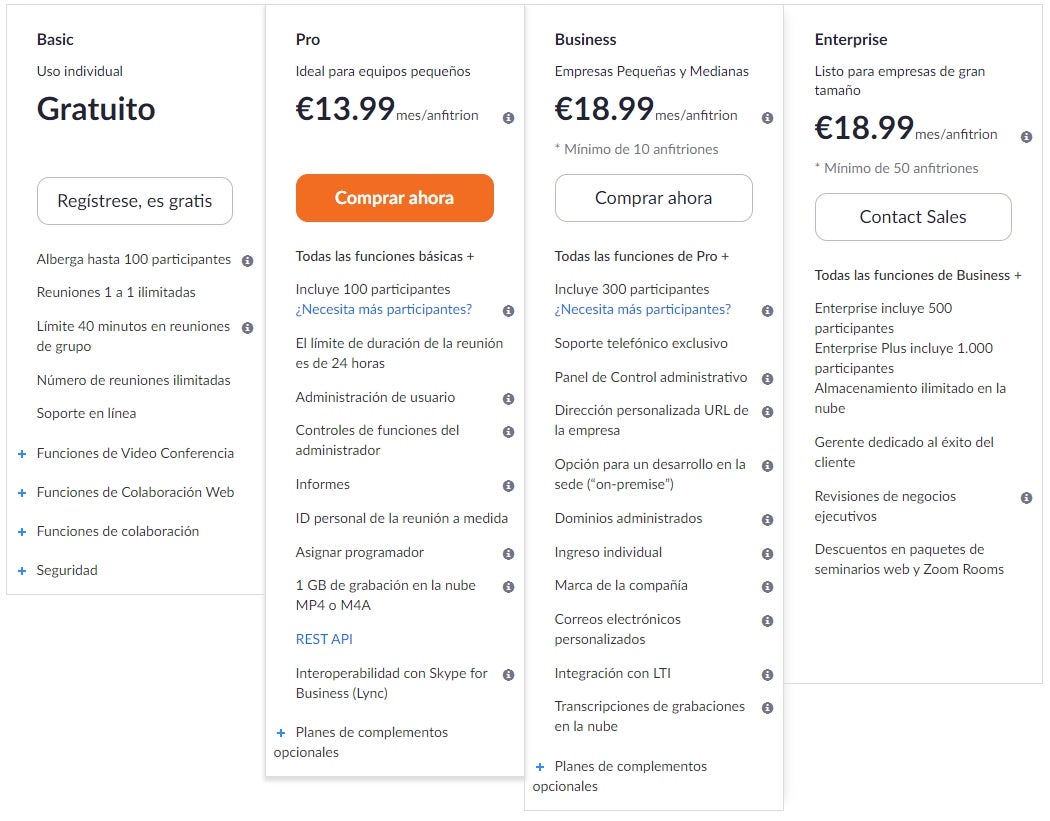 Basic
Uso individual
Gratuito
Regístrese, es gratis
Alberga hasta 100 participantes
Reuniones 1 a 1 ilimitadas
Límite 40 minutos en reuniones
de grupo
Número de reuniones ilimitadas
Soporte en línea
+ Funciones de Video Conferencia
+ Funciones de Colaboración Web
+ Funciones de colaboración
+ Seguridad
Pro
Ideal para equipos pequeños
€13.99 mes/anfitrion
Comprar ahora
Todas las funciones básicas +
Incluye 100 participantes
¿Necesita más participantes?
El límite de duración de la reunión
es de 24 horas
Administración de usuario
Controles de funciones del
administrador
Informes
ID personal de la reunión a medida
Asignar programador
1 GB de grabación en la nube
MP4 o M4A
REST API
Interoperabilidad con Skype for
Business (Lync)
+ Planes de complementos
opcionales
Business
Empresas Pequeñas y Medianas
€18.99 mes/anfitrion
* Mínimo de 10 anfitriones
Comprar ahora
Todas las funciones de Pro +
Incluye 300 participantes
¿Necesita más participantes?
Soporte telefónico exclusivo
Panel de Control administrativo
Dirección personalizada URL de
la empresa
Opción para un desarrollo en la
sede (“on-premise”)
Dominios administrados
Ingreso individual
Marca de la compañía
Correos electrónicos
personalizados
Integración con LTI
Transcripciones de grabaciones
en la nube
+ Planes de complementos
opcionales
Enterprise
Listo para empresas de gran
tamaño
€18.99 mes/anfitrion
* Mínimo de 50 anfitriones
Contact Sales
Todas las funciones de Business +
Enterprise incluye 500
participantes
Enterprise Plus incluye 1.000
participantes
Almacenamiento ilimitado en la
nube
Gerente dedicado al éxito del
cliente
Revisiones de negocios
ejecutivos
Descuentos en paquetes de
seminarios web y Zoom Rooms